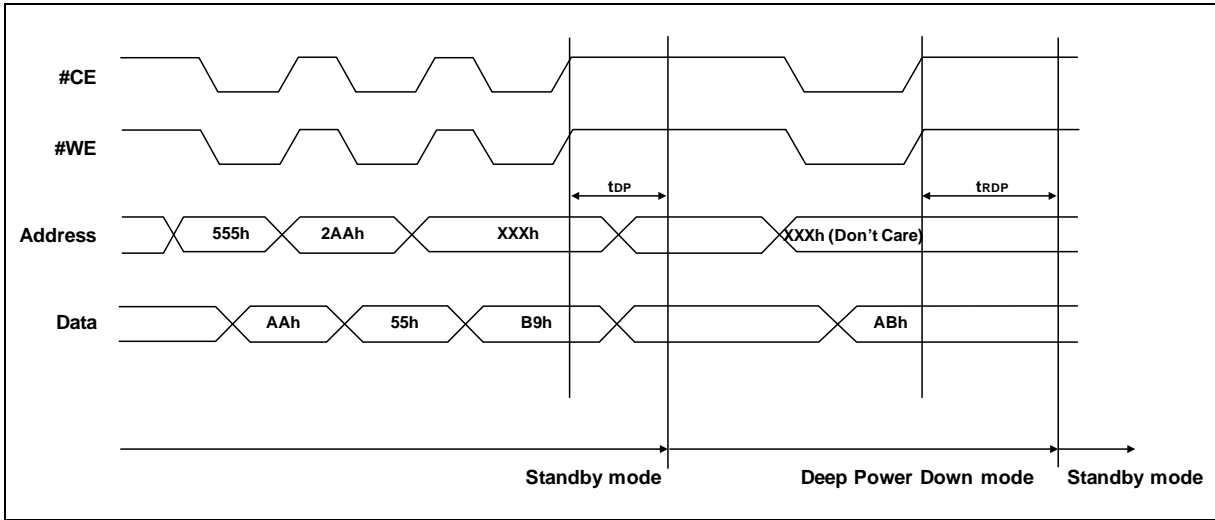 #CE
#WE
tDP
tRDP
Address
555h
2AAh
XXXh
XXXh (Don't Care)
Data
AAh
55h
B9h
ABh
Standby mode
Deep Power Down mode
Standby mode